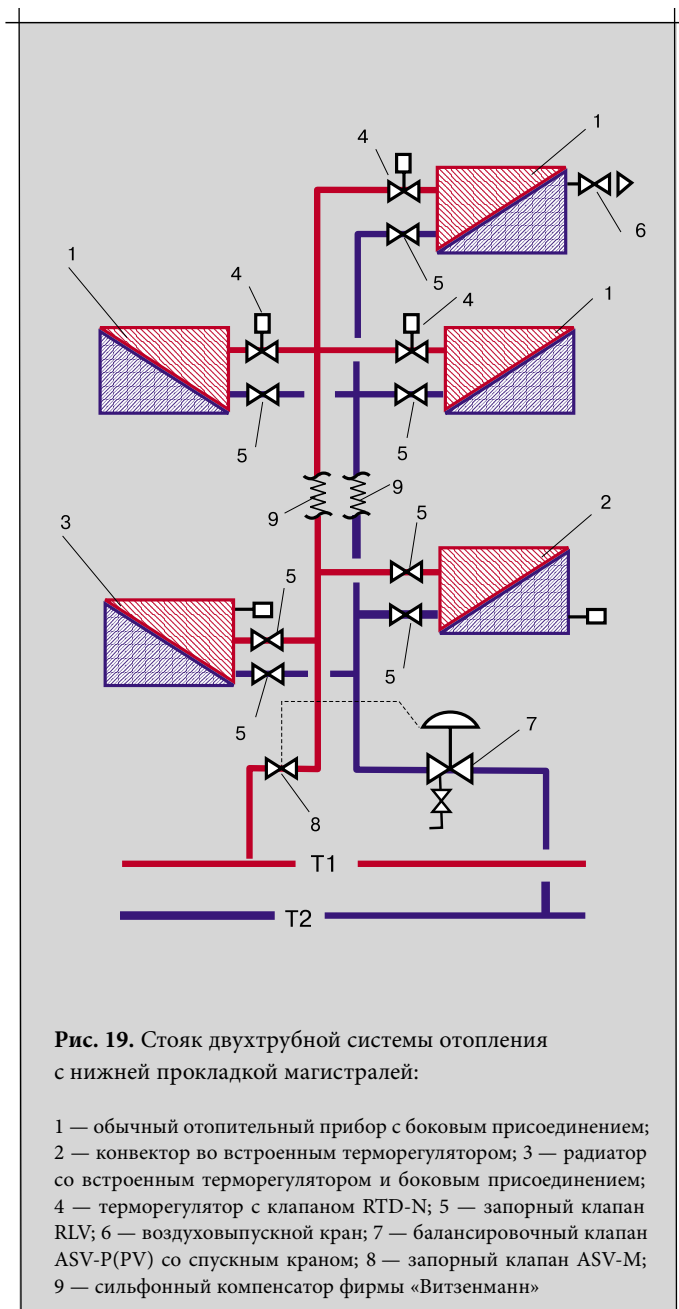 4
1
6
5
1
4
4
1
5
5
9
9
3
5
5
2
5
5
7
8
T1
T2
Рис. 19. Стояк двухтрубной системы отопления
с нижней прокладкой магистралей:
1 — обычный отопительный прибор с боковым присоединением;
2 — конвектор во встроенным терморегулятором; 3 — радиатор
со встроенным терморегулятором и боковым присоединением;
4 — терморегулятор с клапаном RTD-N; 5 — запорный клапан
RLV; 6 — воздуховыпускной кран; 7 — балансировочный клапан
ASV-P(PV) со спускным краном; 8 — запорный клапан ASV-M;
9 — сильфонный компенсатор фирмы «Витзенманн»